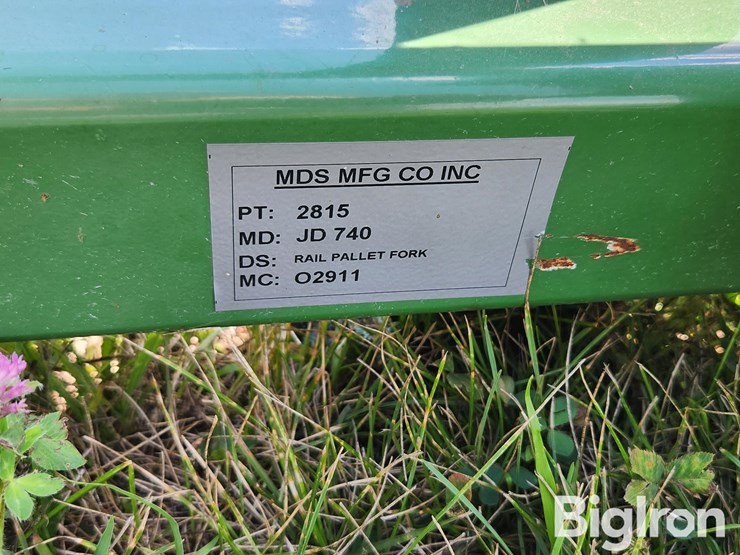 MDS MFG CO INC
PT: 2815
MD: JD 740
DS: RAIL PALLET FORK
MC: O2911
BigIron